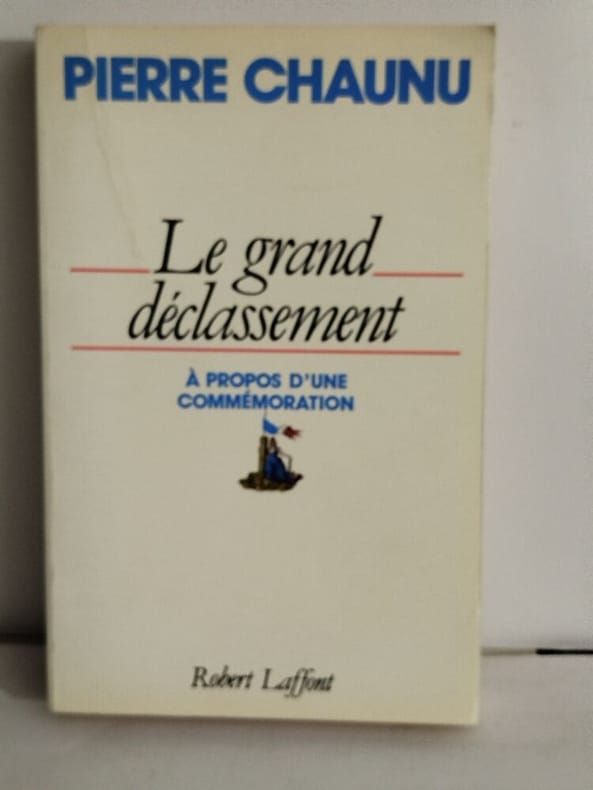 PIERRE CHAUNU
Le grand
déclassement
À PROPOS D'UNE
COMMÉMORATION
Robert Laffont